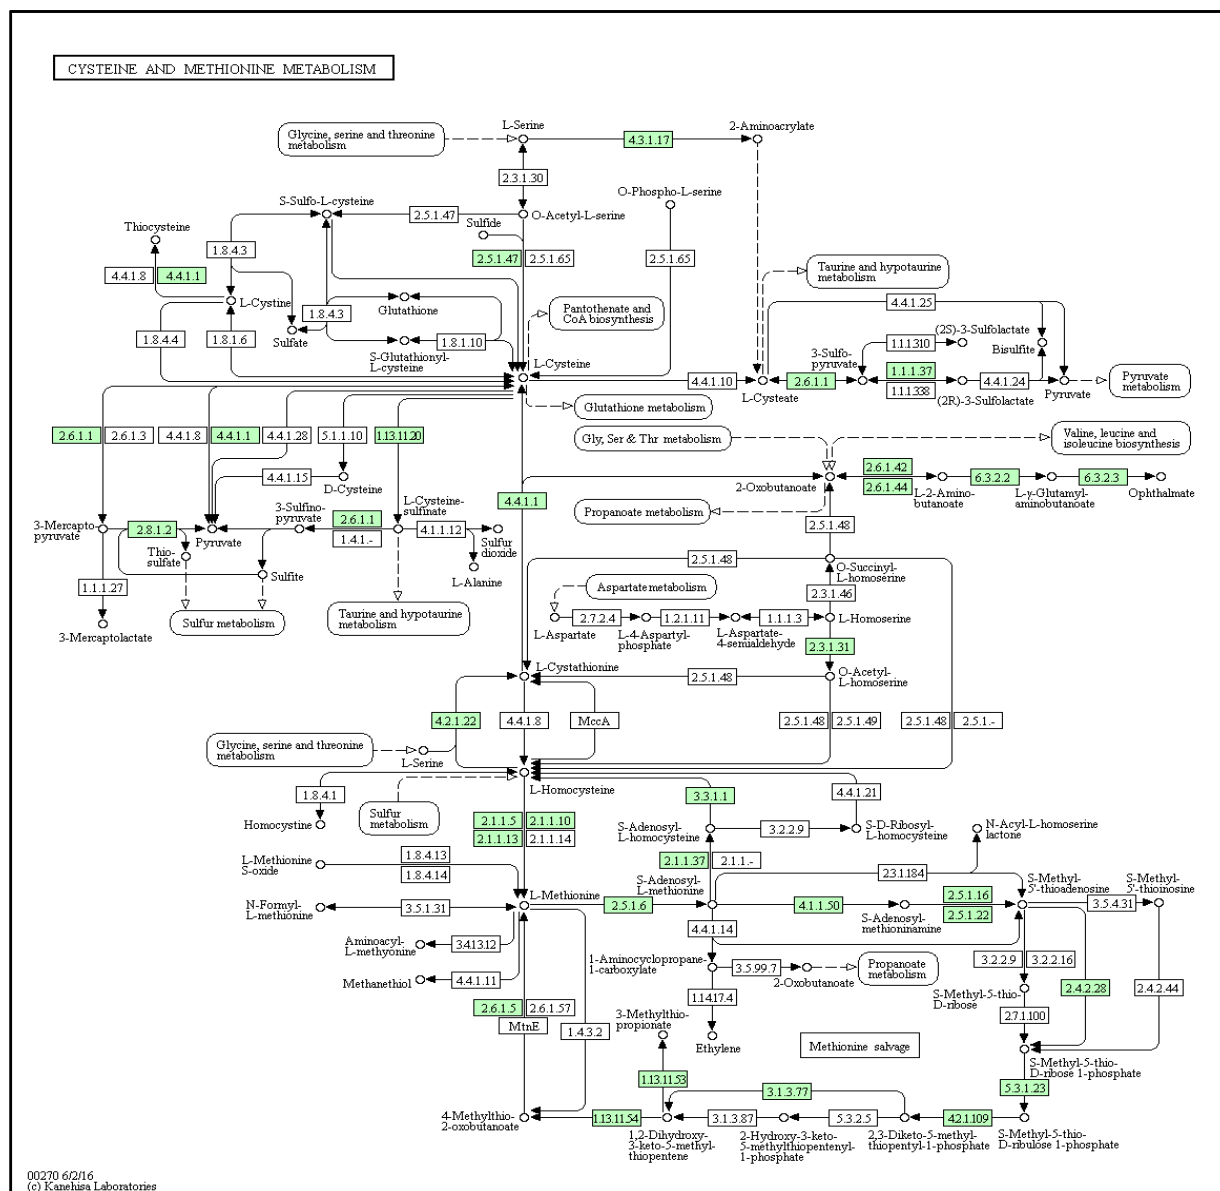 CYSTEINE AND METHIONINE METABOLISM
Glycine, serine and threonine
metabolism
L-Serine
4.3.1.17
2-Aminoacrylate
2.3.1.30
O-Phospho-L-serine
S-Sulfo-L-cysteine
2.5.1.47
O-Acetyl-L-serine
Thiocysteine
Sulfide
1.8.4.3
2.5.1.47
2.5.1.65
2.5.1.65
4.4.1.8
4.4.1.1
Taurine and hypotaurine
metabolism
L-Cystine
Glutathione
Pantothenate and
CoA biosynthesis
4.4.1.25
1.8.4.3
Sulfate
1.8.4.4
1.8.1.6
1.8.1.10
S-Glutathionyl-
L-cysteine
(2S)-3-Sulfolactate
1.1.1.310
Bisulfite
3-Sulfo-
pyruvate
L-Cysteine
4.4.1.10
L-Cysteate
2.6.1.1
1.1.1.37
1.1.1.338
(2R)-3-Sulfolactate
4.4.1.24
Pyruvate
Pyruvate
metabolism
Glutathione metabolism
2.6.1.1
2.6.1.3
4.4.1.8
4.4.1.1
4.4.1.28
5.1.1.10
1.13.11.20
Gly, Ser & Thr metabolism
Valine, leucine and
isoleucine biosynthesis
4.4.1.15
D-Cysteine
2-Oxobutanoate
2.6.1.42
2.6.1.44
L-2-Amino-
butanoate
6.3.2.2
L-γ-Glutamyl-
aminobutanoate
6.3.2.3
Ophthalmate
4.4.1.1
Propanoate metabolism
L-Cysteine-
sulfinate
3-Sulfino-
pyruvate
2.6.1.1
1.4.1.-
4.1.1.12
Sulfur
dioxide
L-Alanine
3-Mercapto-
pyruvate
2.8.1.2
Pyruvate
Thio-
sulfate
Sulfite
2.5.1.48
2.5.1.48
O-Succinyl-
L-homoserine
1.1.1.27
3-Mercaptolactate
Sulfur metabolism
Taurine and hypotaurine
metabolism
Aspartate metabolism
2.3.1.46
L-Aspartate
2.7.2.4
L-4-Aspartyl-
phosphate
1.2.1.11
L-Aspartate-
4-semialdehyde
1.1.1.3
L-Homoserine
2.3.1.31
L-Cystathionine
2.5.1.48
O-Acetyl-
L-homoserine
4.2.1.22
4.4.1.8
MccA
2.5.1.48
2.5.1.49
2.5.1.48
2.5.1.-
Glycine, serine and threonine
metabolism
L-Serine
L-Homocysteine
1.8.4.1
Homocystine
Sulfur
metabolism
3.3.1.1
4.4.1.21
2.1.1.5
2.1.1.10
2.1.1.13
2.1.1.14
S-Adenosyl-
L-homocysteine
3.2.2.9
S-D-Ribosyl-
L-homocysteine
N-Acyl-L-homoserine
lactone
L-Methionine
S-oxide
1.8.4.13
1.8.4.14
2.1.1.37
2.1.1.-
2.3.1.184
N-Formyl-
L-methionine
3.5.1.31
L-Methionine
2.5.1.6
S-Adenosyl-
L-methionine
4.1.1.50
S-Adenosyl-
methioninamine
2.5.1.16
2.5.1.22
S-Methyl-
5'-thioadenosine
3.5.4.31
S-Methyl-
5'-thioinosine
Aminoacyl-
L-methyonine
3.4.13.12
4.4.1.14
Methanethiol
4.4.1.11
1-Aminocyclopropane-
1-carboxylate
3.5.99.7
2-Oxobutanoate
Propanoate
metabolism
3.2.2.9
3.2.2.16
2.4.2.28
2.4.2.44
S-Methyl-5-thio-
D-ribose
2.6.1.5
2.6.1.57
MtnE
1.4.3.2
1.14.17.4
Ethylene
2.7.1.100
3-Methylthio-
propionate
Methionine salvage
S-Methyl-5-thio-
D-ribose 1-phosphate
1.13.11.53
3.1.3.77
5.3.1.23
4-Methylthio-
2-oxobutanoate
1.13.11.54
1,2-Dihydroxy-
3-keto-5-methyl-
thiopentene
3.1.3.87
2-Hydroxy-3-keto-
5-methylthiopentenyl-
1-phosphate
5.3.2.5
2,3-Diketo-5-methyl-
thiopentyl-1-phosphate
4.2.1.109
S-Methyl-5-thio-
D-ribulose 1-phosphate
00270 6/2/16
(c) Kanehisa Laboratories